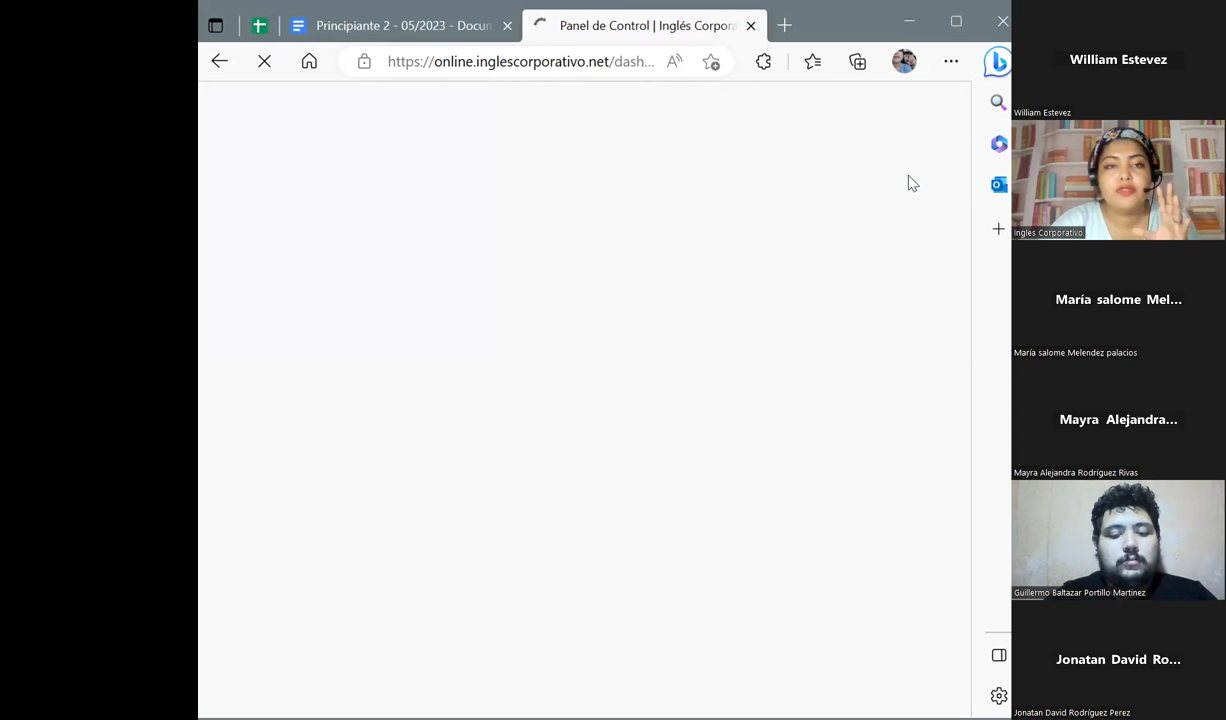 Principiante 2 - 05/2023 - Docun
Panel de Control | Inglés Corpora
https://online.inglescorporativo.net/dash...
William Estevez
William Estevez
Ingles Corporativo
María salome Mel...
María salome Melendez palacios
Mayra Alejandra...
Mayra Alejandra Rodríguez Rivas
Guillermo Baltazar Portillo Martinez
Jonatan David Ro...
Jonatan David Rodríguez Perez